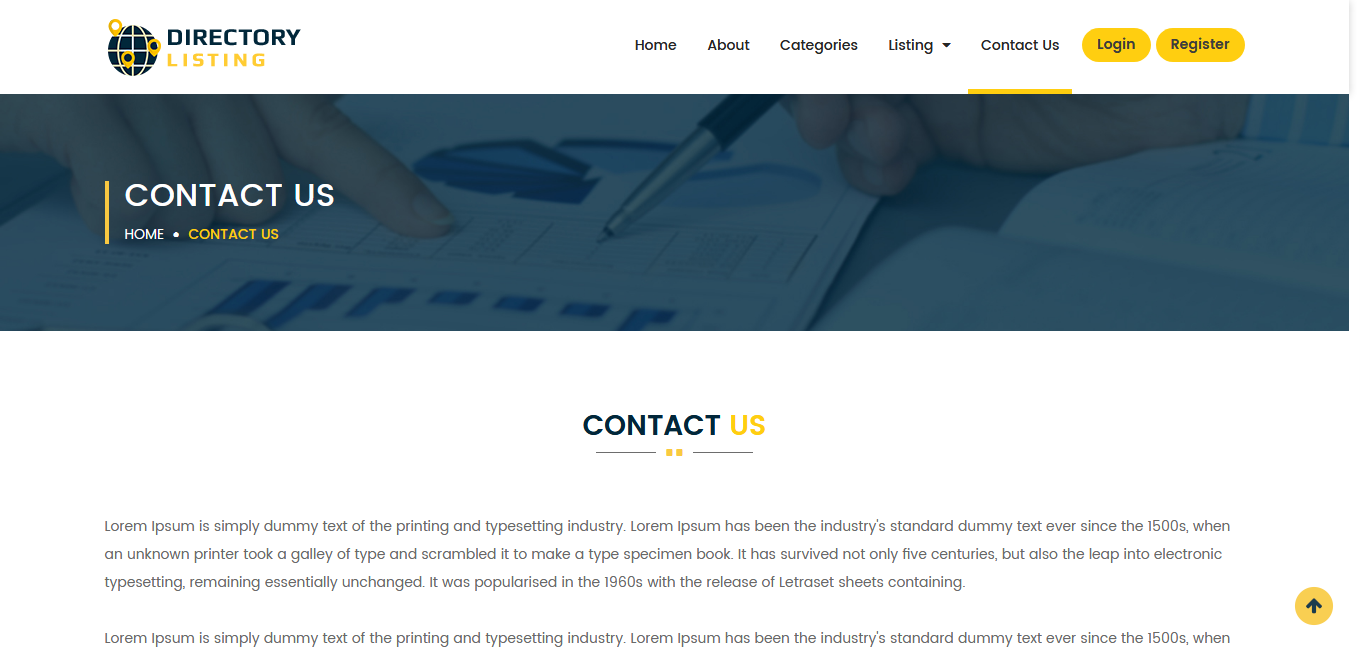 DIRECTORY
LISTING
Home About Categories Listing Contact Us Login Register
CONTACT US
HOME • CONTACT US
CONTACT US
Lorem Ipsum is simply dummy text of the printing and typesetting industry. Lorem Ipsum has been the industry's standard dummy text ever since the 1500s, when
an unknown printer took a galley of type and scrambled it to make a type specimen book. It has survived not only five centuries, but also the leap into electronic
typesetting, remaining essentially unchanged. It was popularised in the 1960s with the release of Letraset sheets containing.
Lorem Ipsum is simply dummy text of the printing and typesetting industry. Lorem Ipsum has been the industry's standard dummy text ever since the 1500s, when